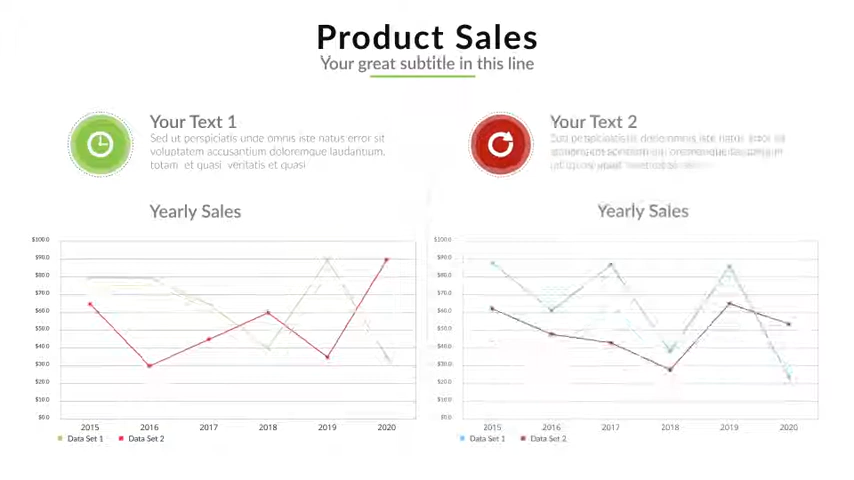 Product Sales
Your great subtitle in this line
Your Text 1
Sed ut perspiciatis unde omnis iste natus error sit
voluptatem accusantium doloremque laudantium,
totam et quasi veritatis et quasi
Your Text 2
Yearly Sales
$100.0
$90.0
$80.0
$70.0
$60.0
$50.0
$40.0
$30.0
$20.0
$10.0
$0.0
2015 2016 2017 2018 2019 2020
Data Set 1 Data Set 2
Yearly Sales
$100.0
$90.0
$80.0
$70.0
$60.0
$50.0
$40.0
$30.0
$20.0
$10.0
$0.0
2015 2016 2017 2018 2019 2020
Data Set 1 Data Set 2